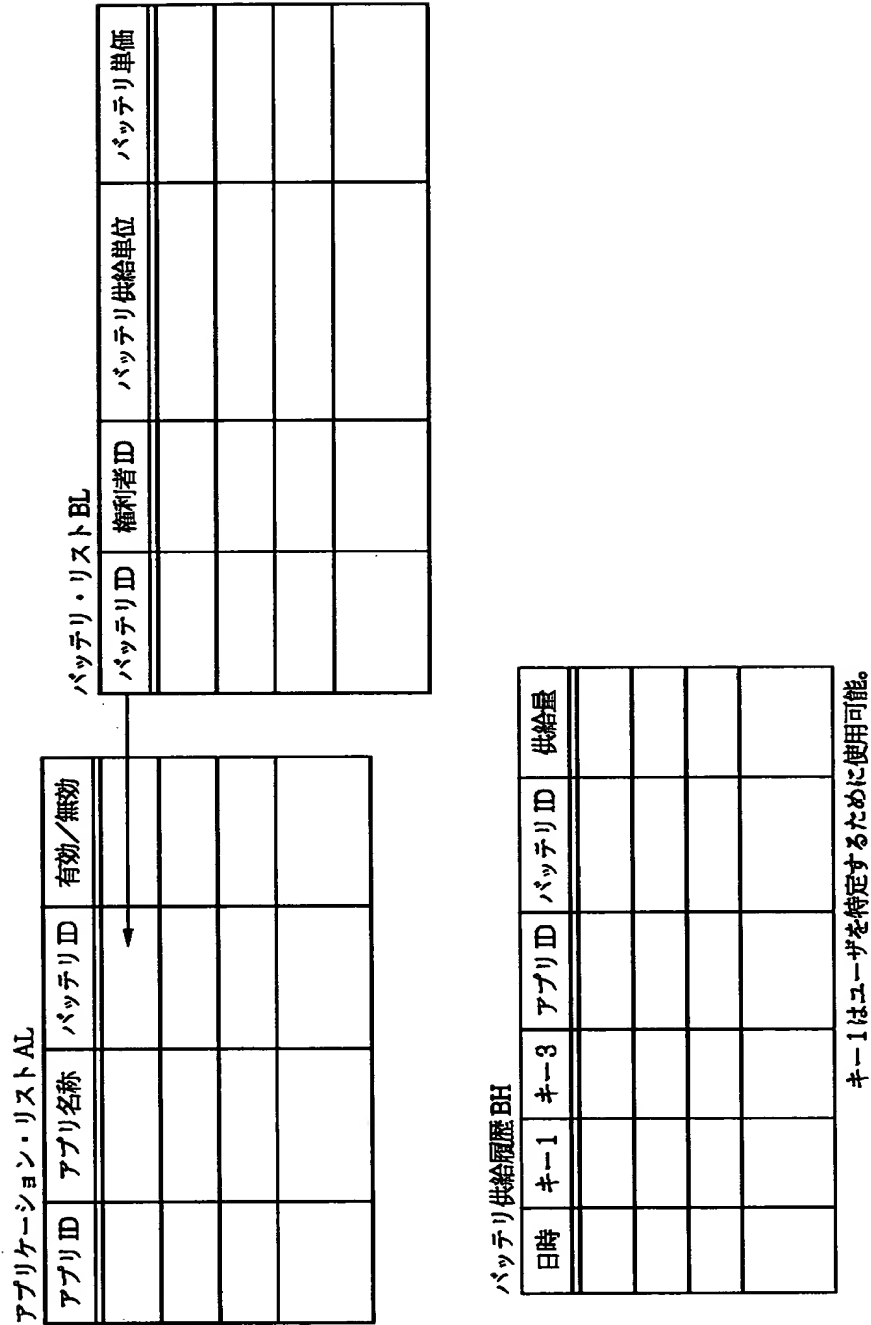 アプリケーション・リストAL
アプリID アプリ名称 バッテリID 有効／無効
バッテリ・リストBL
バッテリID 権利者ID バッテリ供給単位 バッテリ単価
バッテリ供給履歴BH
日時 キー1 キー3 アプリID バッテリID 供給量
キー1はユーザを特定するために使用可能。